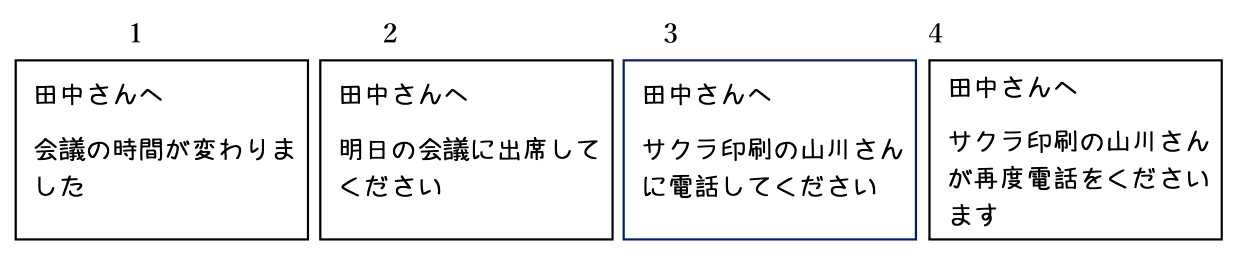 1
田中さんへ
会議の時間が変わりま
した
2
田中さんへ
明日の会議に出席して
ください
3
田中さんへ
サクラ印刷の山川さん
に電話してください
4
田中さんへ
サクラ印刷の山川さん
が再度電話をください
ます